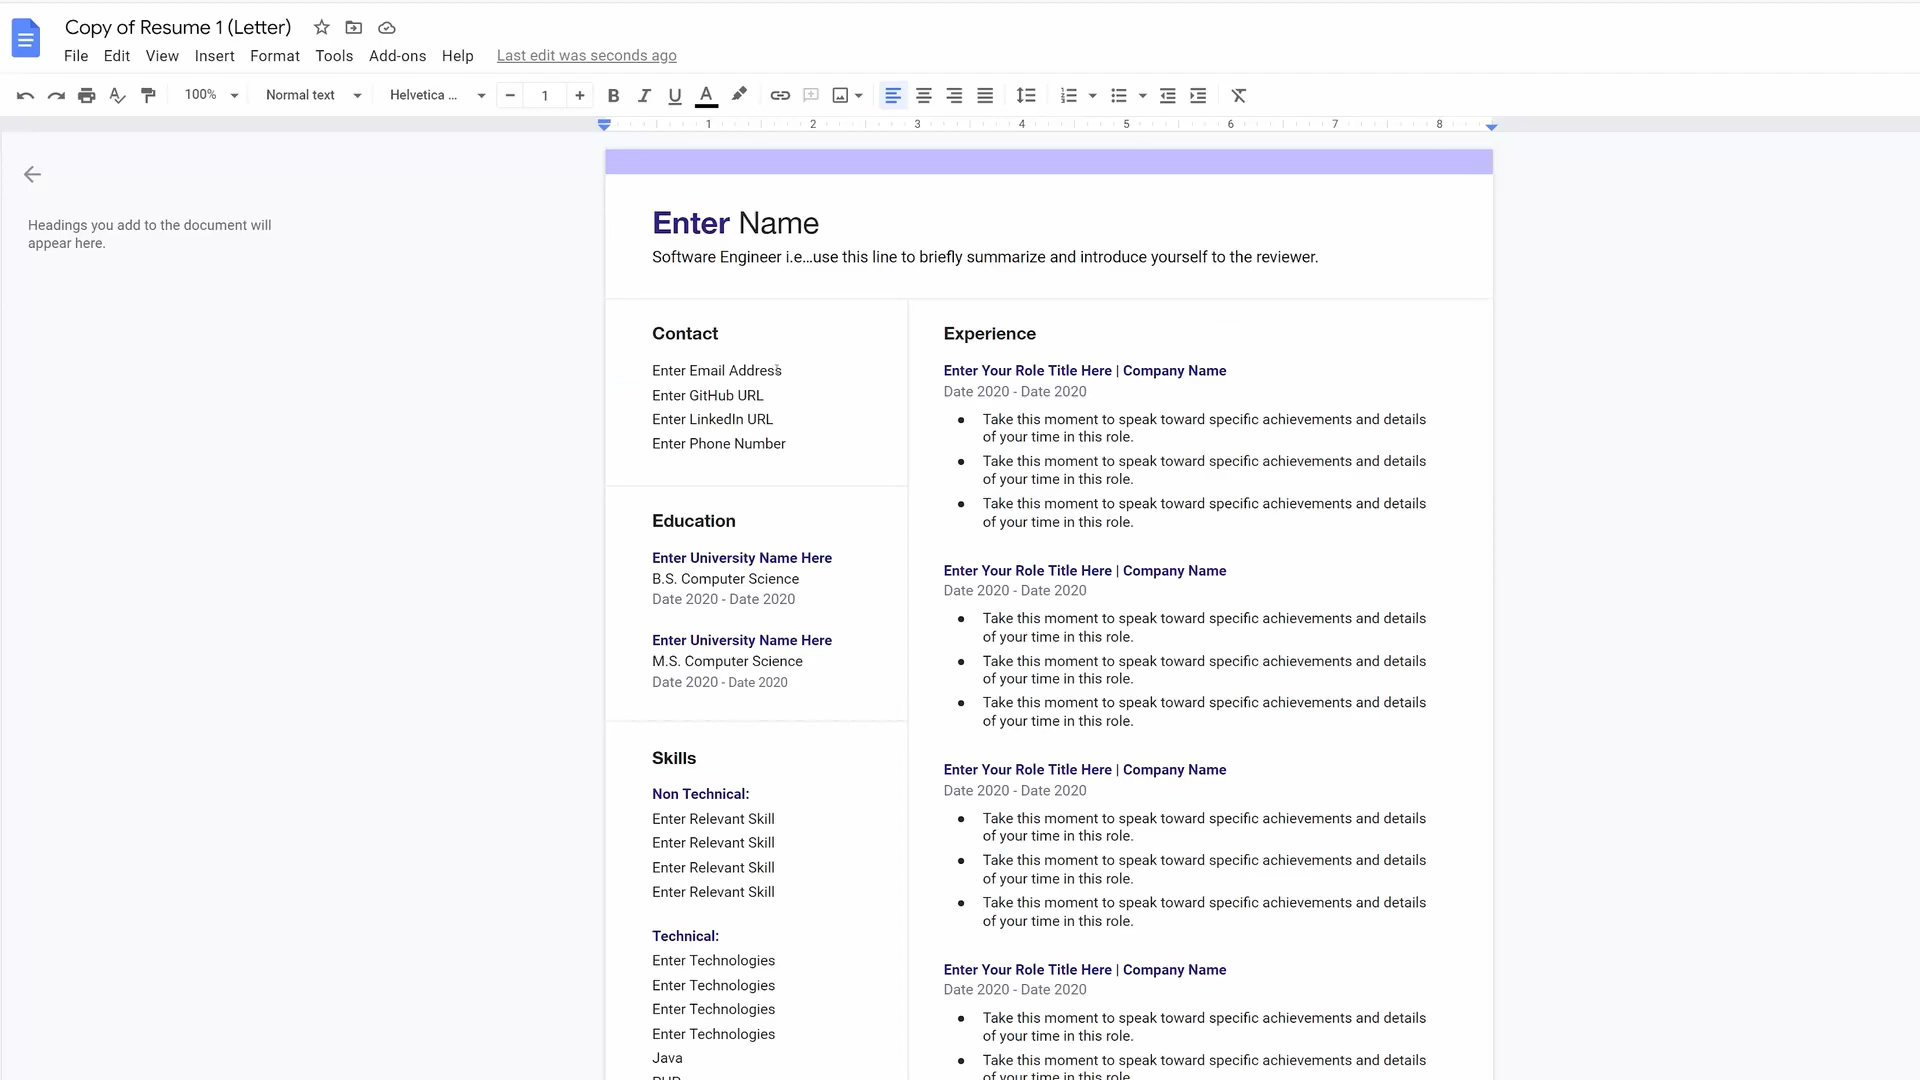 Copy of Resume 1 (Letter)
File Edit View Insert Format Tools Add-ons Help Last edit was seconds ago
100% Normal text Helvetica ... 1 B I U A
1 2 3 4 5 6 7 8
Headings you add to the document will
appear here.
Enter Name
Software Engineer i.e...use this line to briefly summarize and introduce yourself to the reviewer.
Contact
Enter Email Address
Enter GitHub URL
Enter LinkedIn URL
Enter Phone Number
Education
Enter University Name Here
B.S. Computer Science
Date 2020 - Date 2020
Enter University Name Here
M.S. Computer Science
Date 2020 - Date 2020
Skills
Non Technical:
Enter Relevant Skill
Enter Relevant Skill
Enter Relevant Skill
Enter Relevant Skill
Technical:
Enter Technologies
Enter Technologies
Enter Technologies
Enter Technologies
Java
Experience
Enter Your Role Title Here | Company Name
Date 2020 - Date 2020
● Take this moment to speak toward specific achievements and details
of your time in this role.
● Take this moment to speak toward specific achievements and details
of your time in this role.
● Take this moment to speak toward specific achievements and details
of your time in this role.
Enter Your Role Title Here | Company Name
Date 2020 - Date 2020
● Take this moment to speak toward specific achievements and details
of your time in this role.
● Take this moment to speak toward specific achievements and details
of your time in this role.
● Take this moment to speak toward specific achievements and details
of your time in this role.
Enter Your Role Title Here | Company Name
Date 2020 - Date 2020
● Take this moment to speak toward specific achievements and details
of your time in this role.
● Take this moment to speak toward specific achievements and details
of your time in this role.
● Take this moment to speak toward specific achievements and details
of your time in this role.
Enter Your Role Title Here | Company Name
Date 2020 - Date 2020
● Take this moment to speak toward specific achievements and details
of your time in this role.
● Take this moment to speak toward specific achievements and details
of your time in this role.